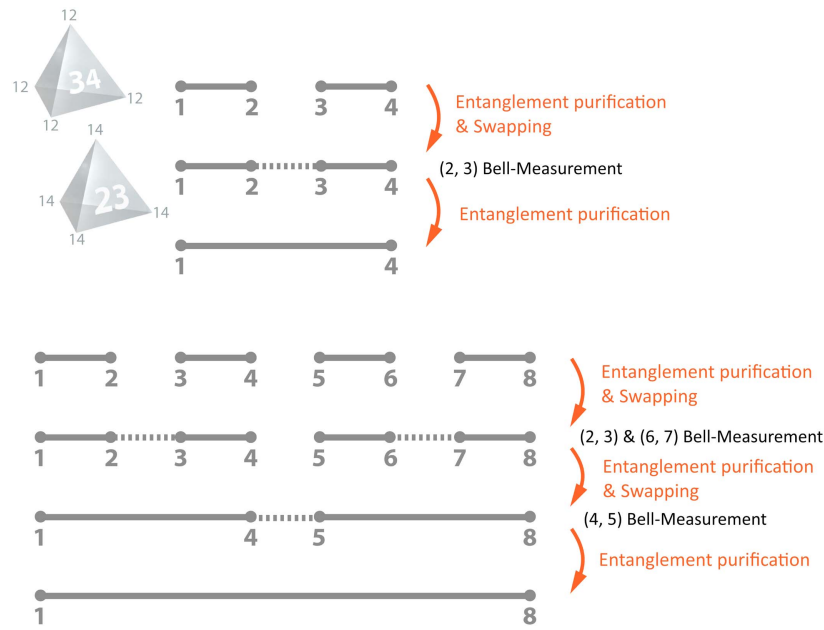 12
34
12
12
12
14
23
14
14
14
1 2 3 4
Entanglement purification
& Swapping
1 2 3 4
(2, 3) Bell-Measurement
Entanglement purification
1 4
1 2 3 4 5 6 7 8
Entanglement purification
& Swapping
1 2 3 4 5 6 7 8
(2, 3) & (6, 7) Bell-Measurement
Entanglement purification
& Swapping
1 4 5 8
(4, 5) Bell-Measurement
Entanglement purification
1 8